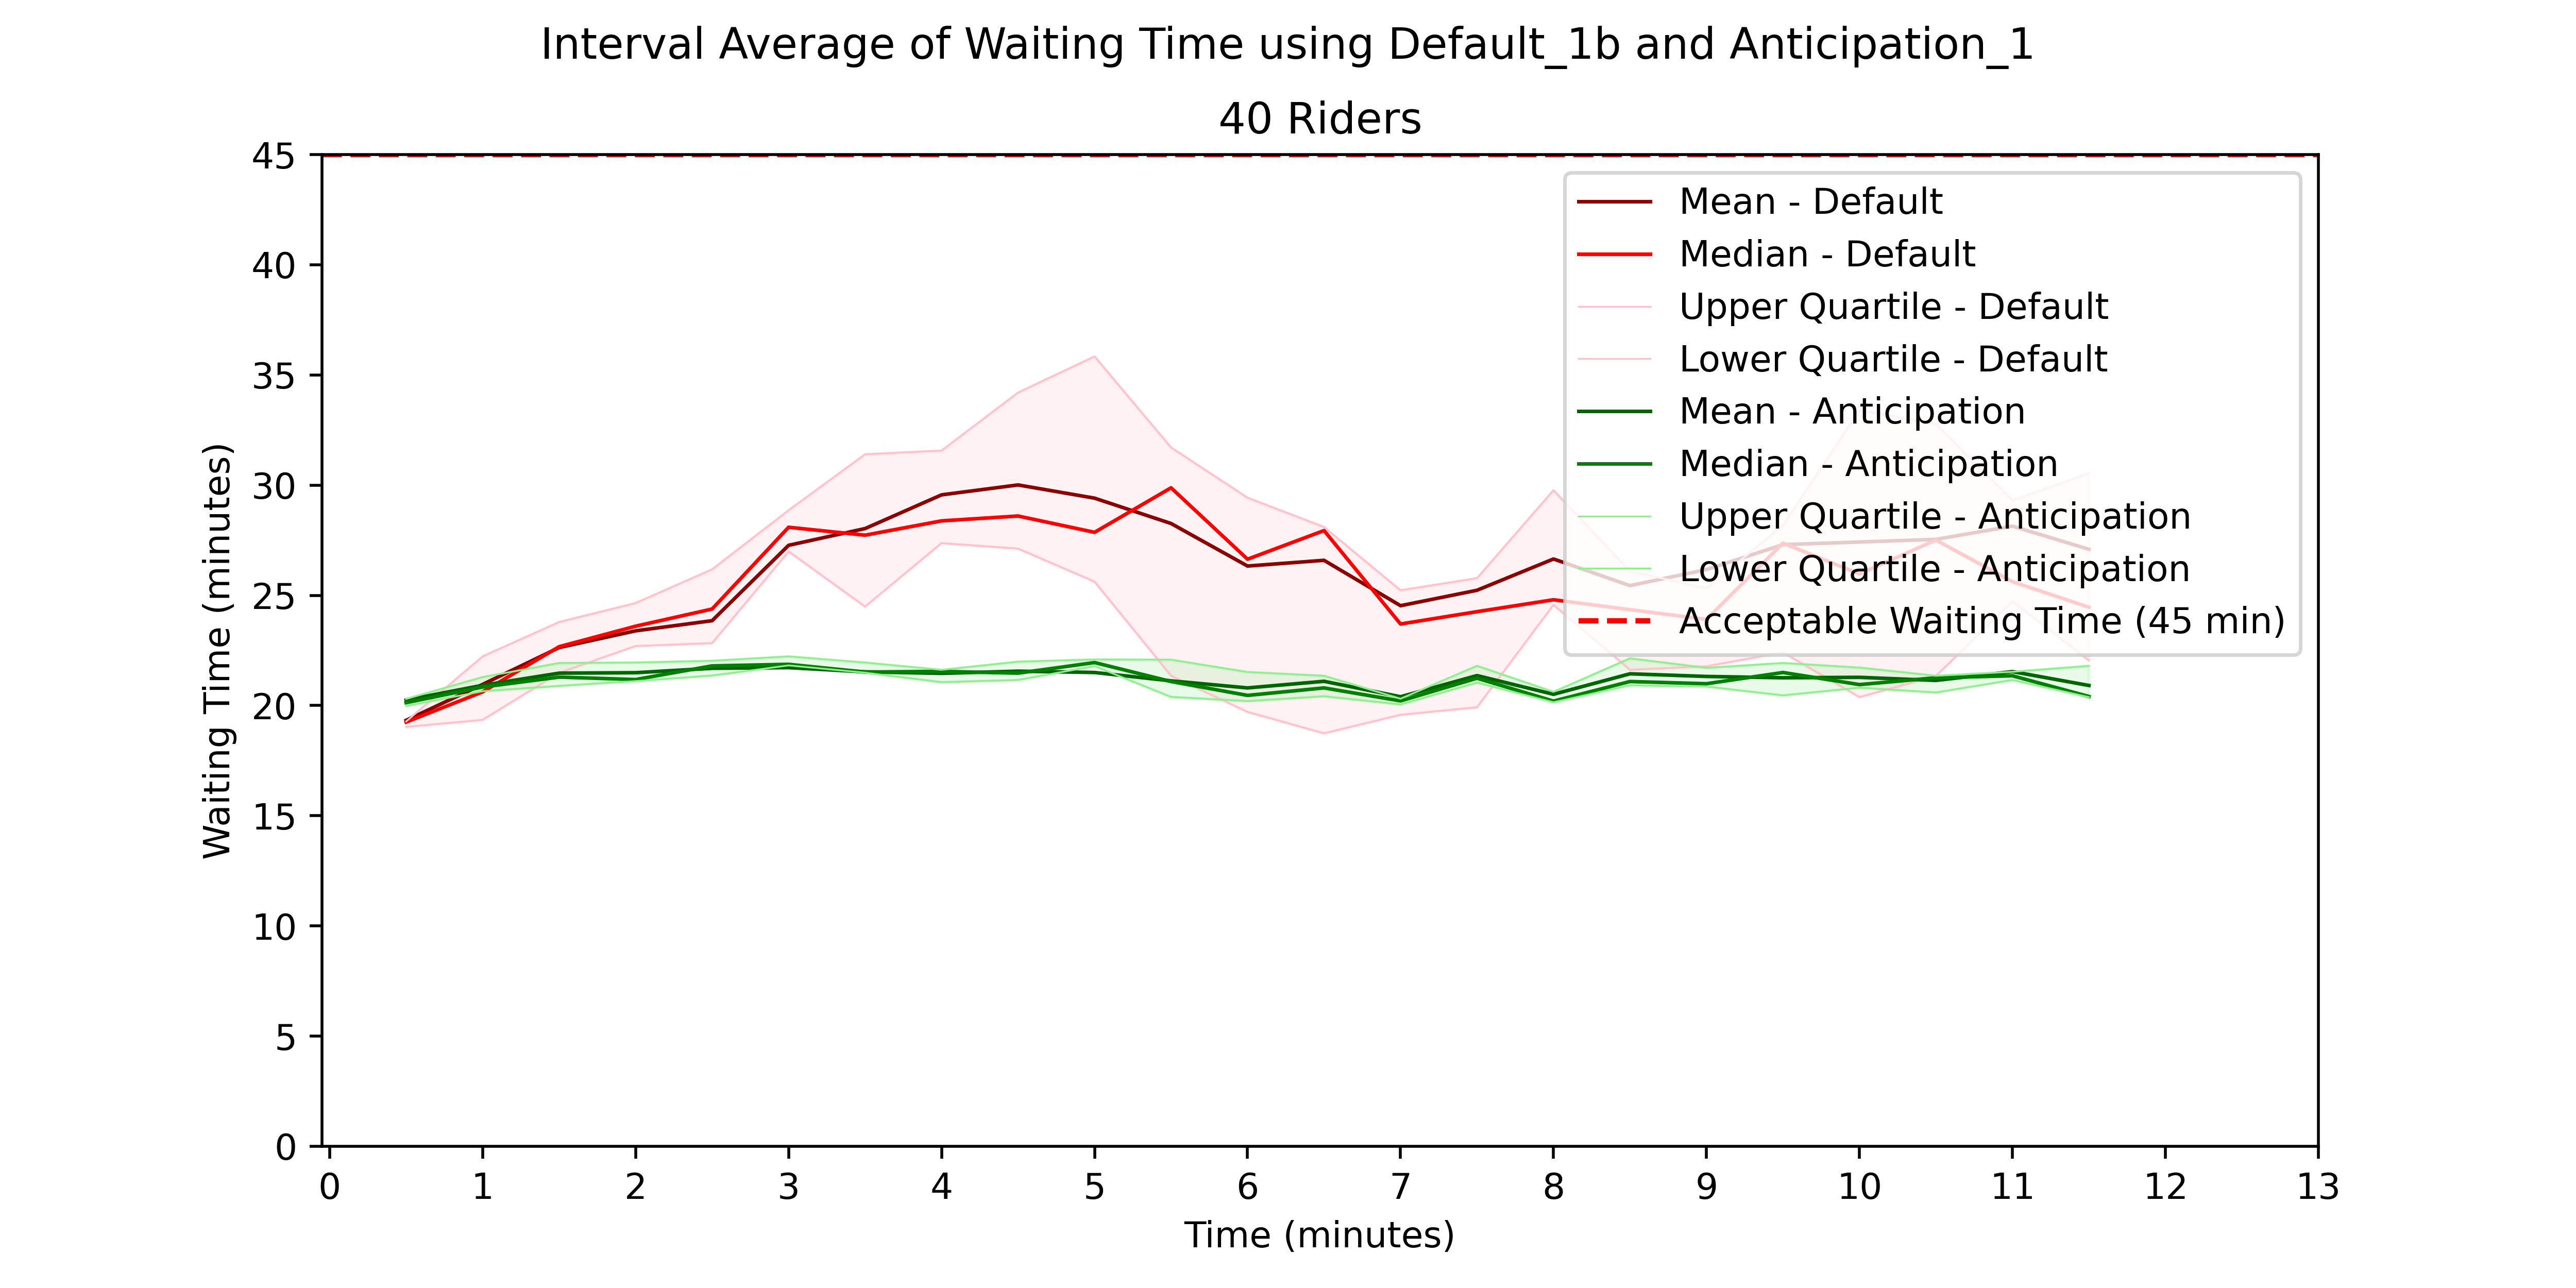 Interval Average of Waiting Time using Default_1b and Anticipation_1
40 Riders
45
40
35
30
25
20
15
10
5
0
Waiting Time (minutes)
Mean - Default
Median - Default
Upper Quartile - Default
Lower Quartile - Default
Mean - Anticipation
Median - Anticipation
Upper Quartile - Anticipation
Lower Quartile - Anticipation
Acceptable Waiting Time (45 min)
0 1 2 3 4 5 6 7 8 9 10 11 12 13
Time (minutes)